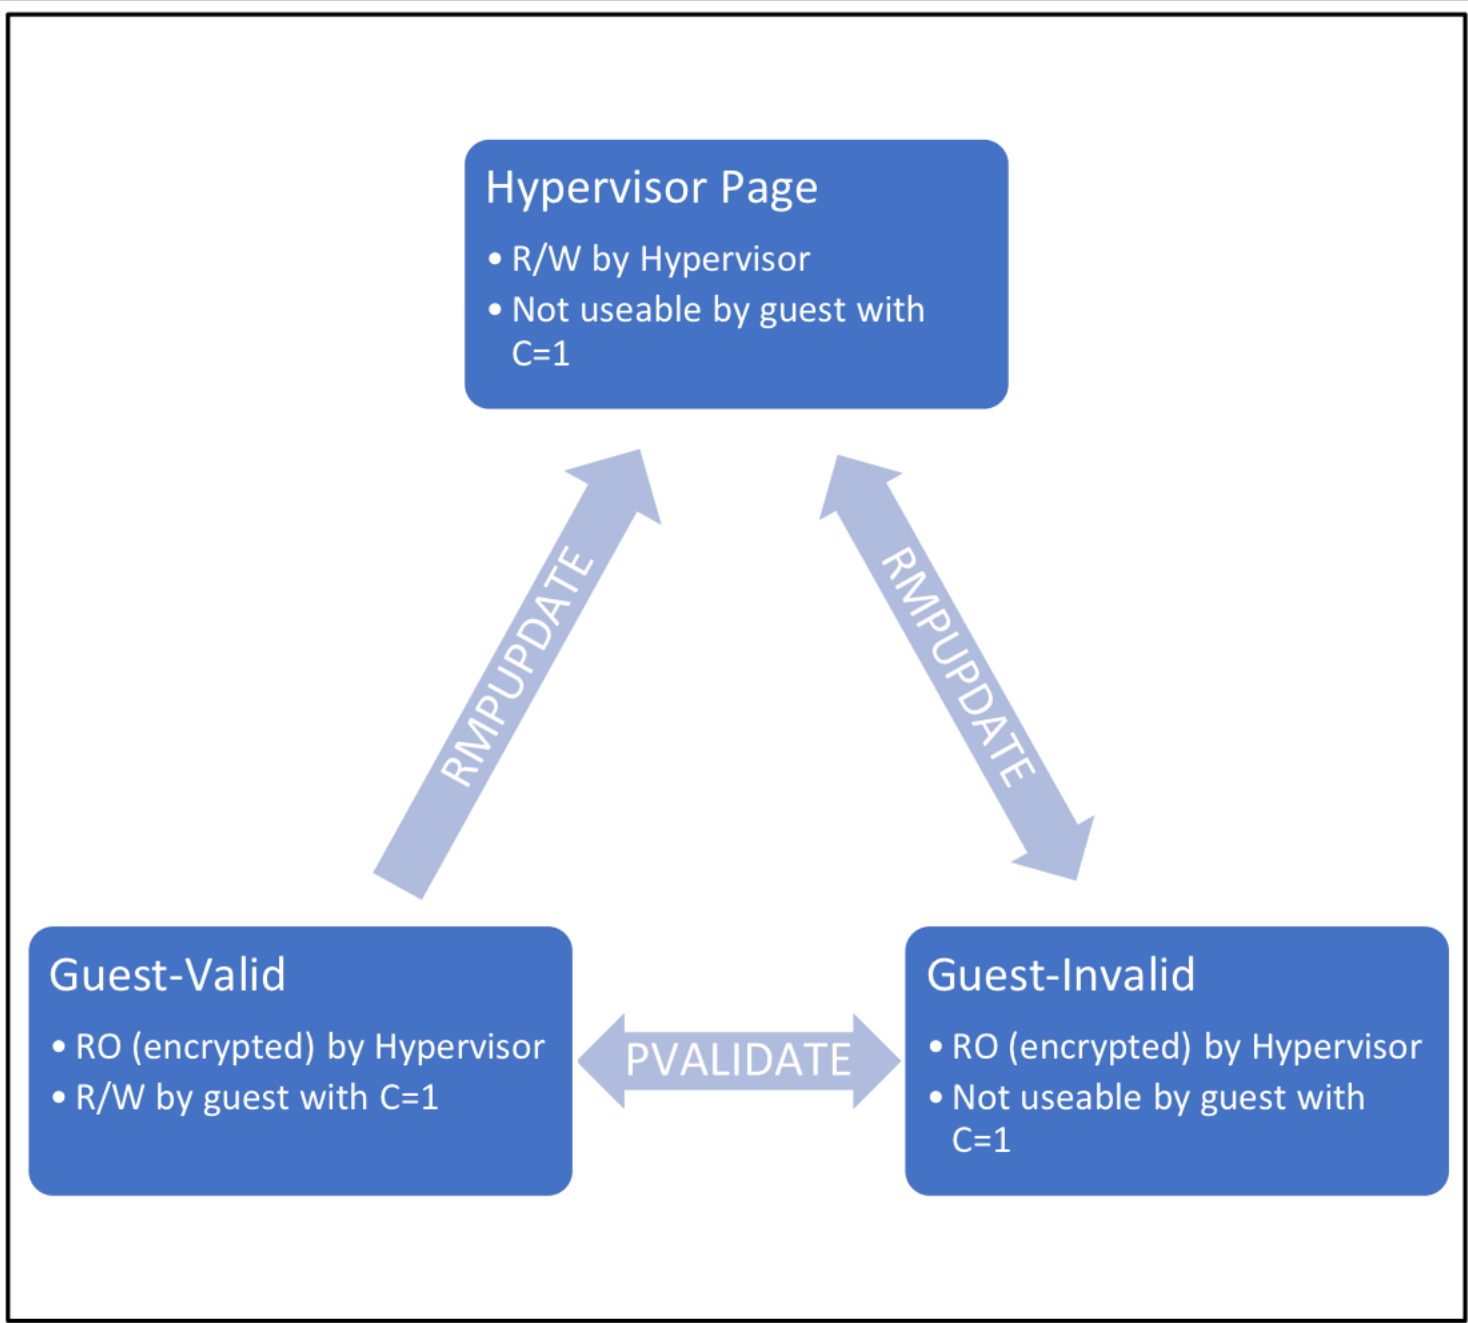 Hypervisor Page
• R/W by Hypervisor
• Not useable by guest with
C=1
RMPUPDATE
RMPUPDATE
Guest-Valid
• RO (encrypted) by Hypervisor
• R/W by guest with C=1
PVALIDATE
Guest-Invalid
• RO (encrypted) by Hypervisor
• Not useable by guest with
C=1